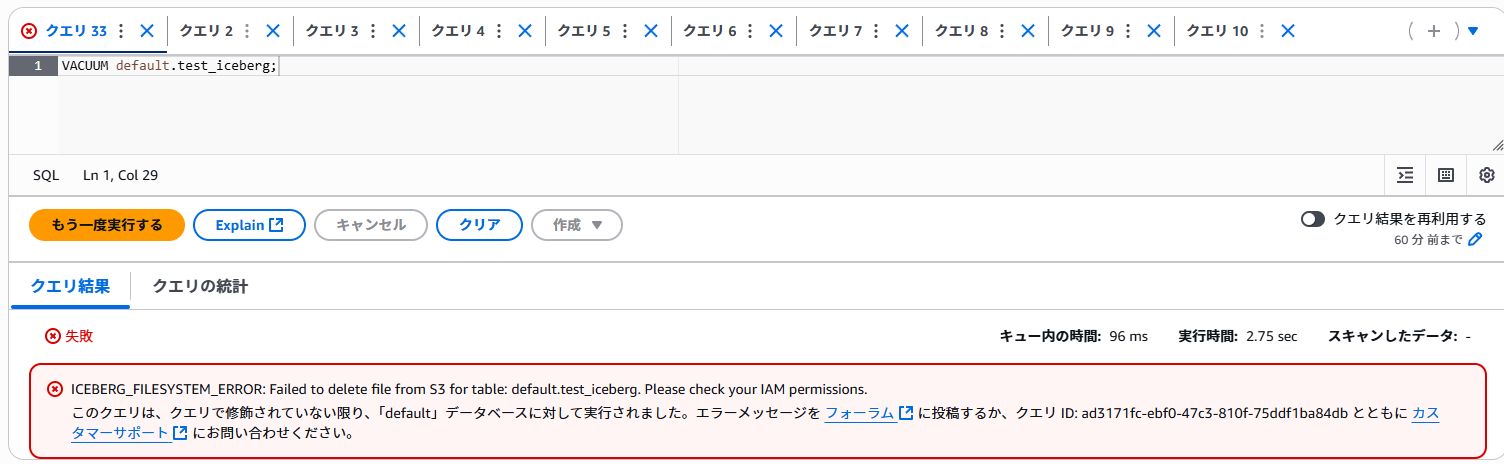 クエリ 33 クエリ 2 クエリ 3 クエリ 4 クエリ 5 クエリ 6 クエリ 7 クエリ 8 クエリ 9 クエリ 10
1 VACUUM default.test_iceberg;
SQL Ln 1, Col 29
もう一度実行する Explain キャンセル クリア 作成 クエリ結果を再利用する
60 分 前まで
クエリ結果 クエリの統計
失敗 キュー内の時間: 96 ms 実行時間: 2.75 sec スキャンしたデータ: -
ICEBERG_FILESYSTEM_ERROR: Failed to delete file from S3 for table: default.test_iceberg. Please check your IAM permissions.
このクエリは、クエリで修飾されていない限り、「default」データベースに対して実行されました。エラーメッセージを フォーラム に投稿するか、クエリ ID: ad3171fc-ebf0-47c3-810f-75ddf1ba84db とともに カス
タマーサポート にお問い合わせください。